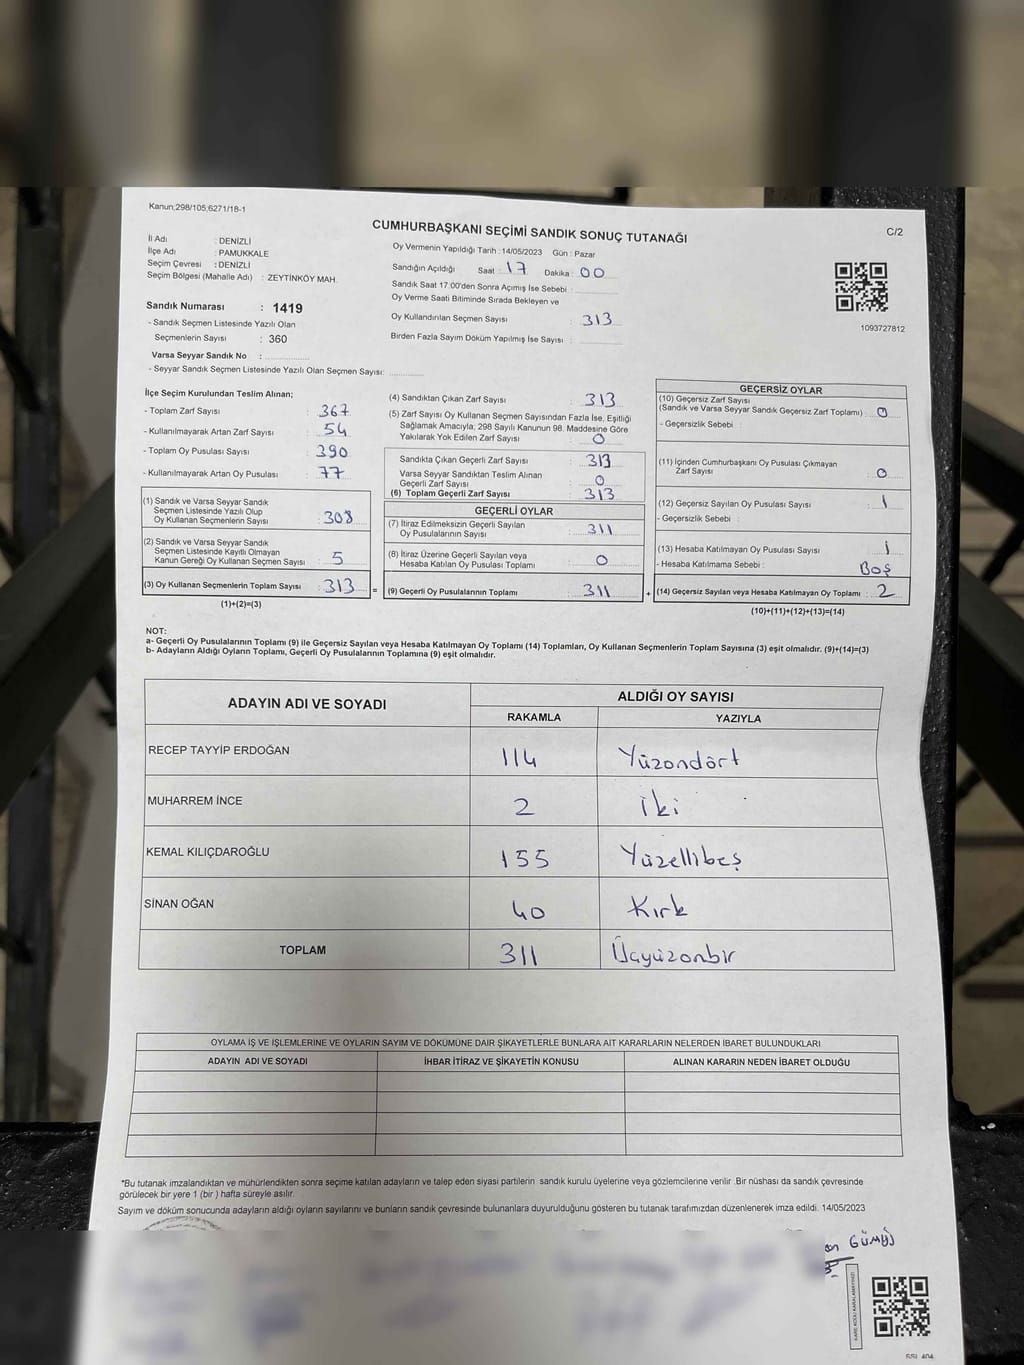 Kanun;298/105;6271/18-1
CUMHURBAŞKANI SEÇİMİ SANDIK SONUÇ TUTANAĞI
C/2
İl Adı : DENİZLİ
İlçe Adı : PAMUKKALE
Seçim Çevresi : DENİZLİ
Seçim Bölgesi (Mahalle Adı) : ZEYTİNKÖY MAH.
Sandık Numarası : 1419
- Sandık Seçmen Listesinde Yazılı Olan
Seçmenlerin Sayısı : 360
Varsa Seyyar Sandık No :
- Seyyar Sandık Seçmen Listesinde Yazılı Olan Seçmen Sayısı:
Oy Vermenin Yapıldığı Tarih : 14/05/2023 Gün : Pazar
Sandığın Açıldığı Saat : 17 Dakika : 00
Sandık Saat 17:00'den Sonra Açımış İse Sebebi :
Oy Verme Saati Bitiminde Sırada Bekleyen ve
Oy Kullandırılan Seçmen Sayısı : 313
Birden Fazla Sayım Döküm Yapılmış İse Sayısı :
1093727812
İlçe Seçim Kurulundan Teslim Alınan;
- Toplam Zarf Sayısı : 367
- Kullanılmayarak Artan Zarf Sayısı : 54
- Toplam Oy Pusulası Sayısı : 390
- Kullanılmayarak Artan Oy Pusulası : 77
(1) Sandık ve Varsa Seyyar Sandık
Seçmen Listesinde Yazılı Olup
Oy Kullanan Seçmenlerin Sayısı : 308
(2) Sandık ve Varsa Seyyar Sandık
Seçmen Listesinde Kayıtlı Olmayan
Kanun Gereği Oy Kullanan Seçmen Sayısı : 5
(3) Oy Kullanan Seçmenlerin Toplam Sayısı : 313 =
(1)+(2)=(3)
(4) Sandıktan Çıkan Zarf Sayısı : 313
(5) Zarf Sayısı Oy Kullanan Seçmen Sayısından Fazla İse, Eşitliği
Sağlamak Amacıyla; 298 Sayılı Kanunun 98. Maddesine Göre
Yakılarak Yok Edilen Zarf Sayısı : 0
Sandıkta Çıkan Geçerli Zarf Sayısı : 313
Varsa Seyyar Sandıktan Teslim Alınan
Geçerli Zarf Sayısı : 0
(6) Toplam Geçerli Zarf Sayısı : 313
GEÇERLİ OYLAR
(7) İtiraz Edilmeksizin Geçerli Sayılan
Oy Pusulalarının Sayısı : 311
(8) İtiraz Üzerine Geçerli Sayılan veya
Hesaba Katılan Oy Pusulası Toplamı : 0
(9) Geçerli Oy Pusulalarının Toplamı : 311 +
GEÇERSİZ OYLAR
(10) Geçersiz Zarf Sayısı
(Sandık ve Varsa Seyyar Sandık Geçersiz Zarf Toplamı) : 0
- Geçersizlik Sebebi :
(11) İçinden Cumhurbaşkanı Oy Pusulası Çıkmayan
Zarf Sayısı : 0
(12) Geçersiz Sayılan Oy Pusulası Sayısı : 1
- Geçersizlik Sebebi :
(13) Hesaba Katılmayan Oy Pusulası Sayısı : 1
- Hesaba Katılmama Sebebi : Boş
(14) Geçersiz Sayılan veya Hesaba Katılmayan Oy Toplamı : 2
(10)+(11)+(12)+(13)=(14)
NOT:
a- Geçerli Oy Pusulalarının Toplamı (9) ile Geçersiz Sayılan veya Hesaba Katılmayan Oy Toplamı (14) Toplamları, Oy Kullanan Seçmenlerin Toplam Sayısına (3) eşit olmalıdır. (9)+(14)=(3)
b- Adayların Aldığı Oyların Toplamı, Geçerli Oy Pusulalarının Toplamına (9) eşit olmalıdır.
ADAYIN ADI VE SOYADI ALDIĞI OY SAYISI
RAKAMLA YAZIYLA
RECEP TAYYİP ERDOĞAN 114 Yüzondört
MUHARREM İNCE 2 İki
KEMAL KILIÇDAROĞLU 155 Yüzellibeş
SİNAN OĞAN 40 Kırk
TOPLAM 311 Üçyüzonbir
OYLAMA İŞ VE İŞLEMLERİNE VE OYLARIN SAYIM VE DÖKÜMÜNE DAİR ŞİKAYETLERLE BUNLARA AİT KARARLARIN NELERDEN İBARET BULUNDUKLARI
ADAYIN ADI VE SOYADI İHBAR İTİRAZ VE ŞİKAYETİN KONUSU ALINAN KARARIN NEDEN İBARET OLDUĞU
*Bu tutanak imzalandıktan ve mühürlendikten sonra seçime katılan adayların ve talep eden siyasi partilerin sandık kurulu üyelerine veya gözlemcilerine verilir .Bir nüshası da sandık çevresinde
görülecek bir yere 1 (bir ) hafta süreyle asılır.
Sayım ve döküm sonucunda adayların aldığı oyların sayılarını ve bunların sandık çevresinde bulunanlara duyurulduğunu gösteren bu tutanak tarafımızdan düzenlenerek imza edildi. 14/05/2023
GÜMÜŞ
KARE KODU KARALAMAYINIZ!